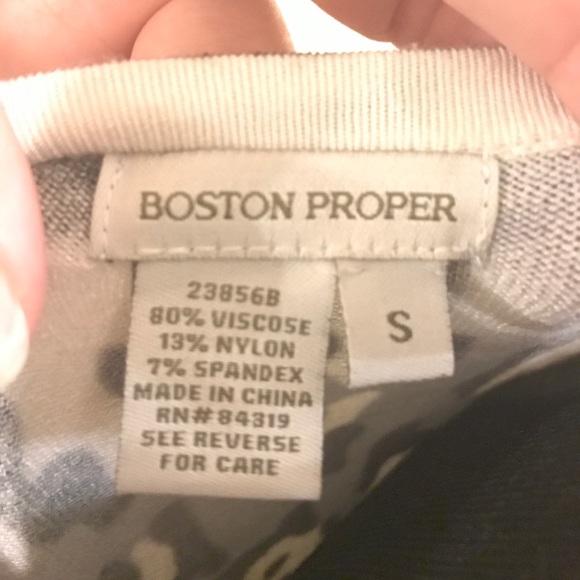 BOSTON PROPER
23856B
80% VISCOSE
13% NYLON
7% SPANDEX
MADE IN CHINA
RN# 84319
SEE REVERSE
FOR CARE
S